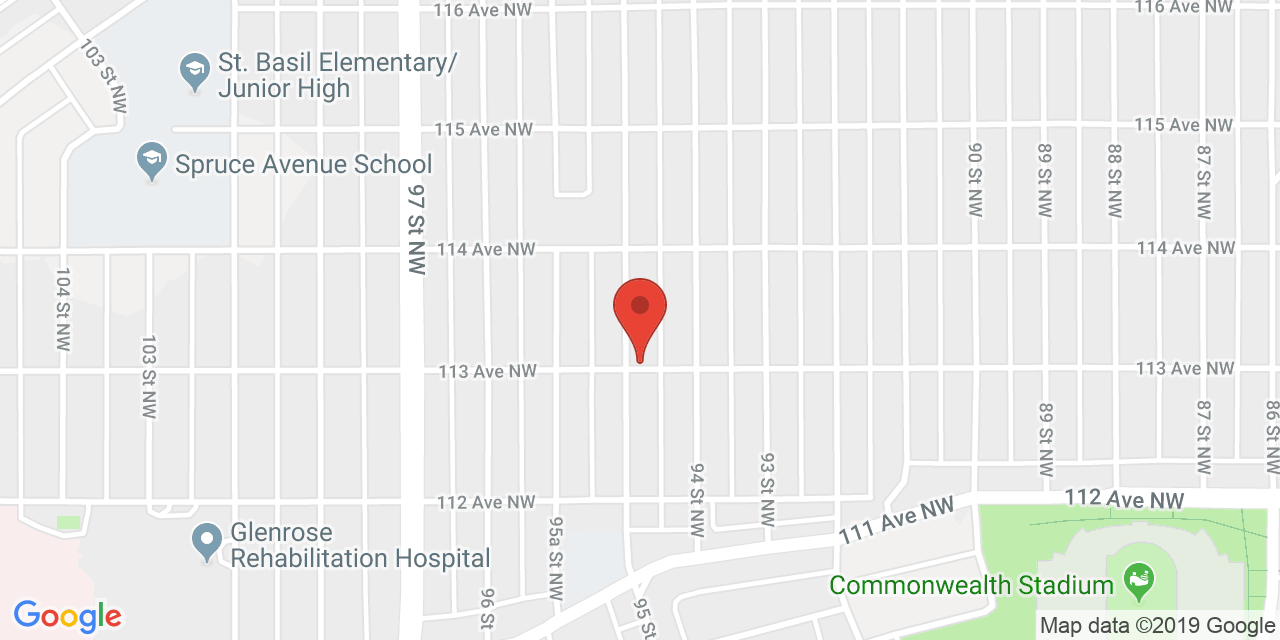 116 Ave NW
116 Ave NW
103 St NW
St. Basil Elementary/
Junior High
115 Ave NW
115 Ave NW
Spruce Avenue School
97 St NW
90 St NW
89 St NW
88 St NW
87 St NW
114 Ave NW
114 Ave NW
104 St NW
103 St NW
113 Ave NW
113 Ave NW
89 St NW
87 St NW
86 St NW
94 St NW
93 St NW
112 Ave NW
112 Ave NW
111 Ave NW
95a St NW
Glenrose
Rehabilitation Hospital
96 St
95 St
Commonwealth Stadium
Google
Map data ©2019 Google